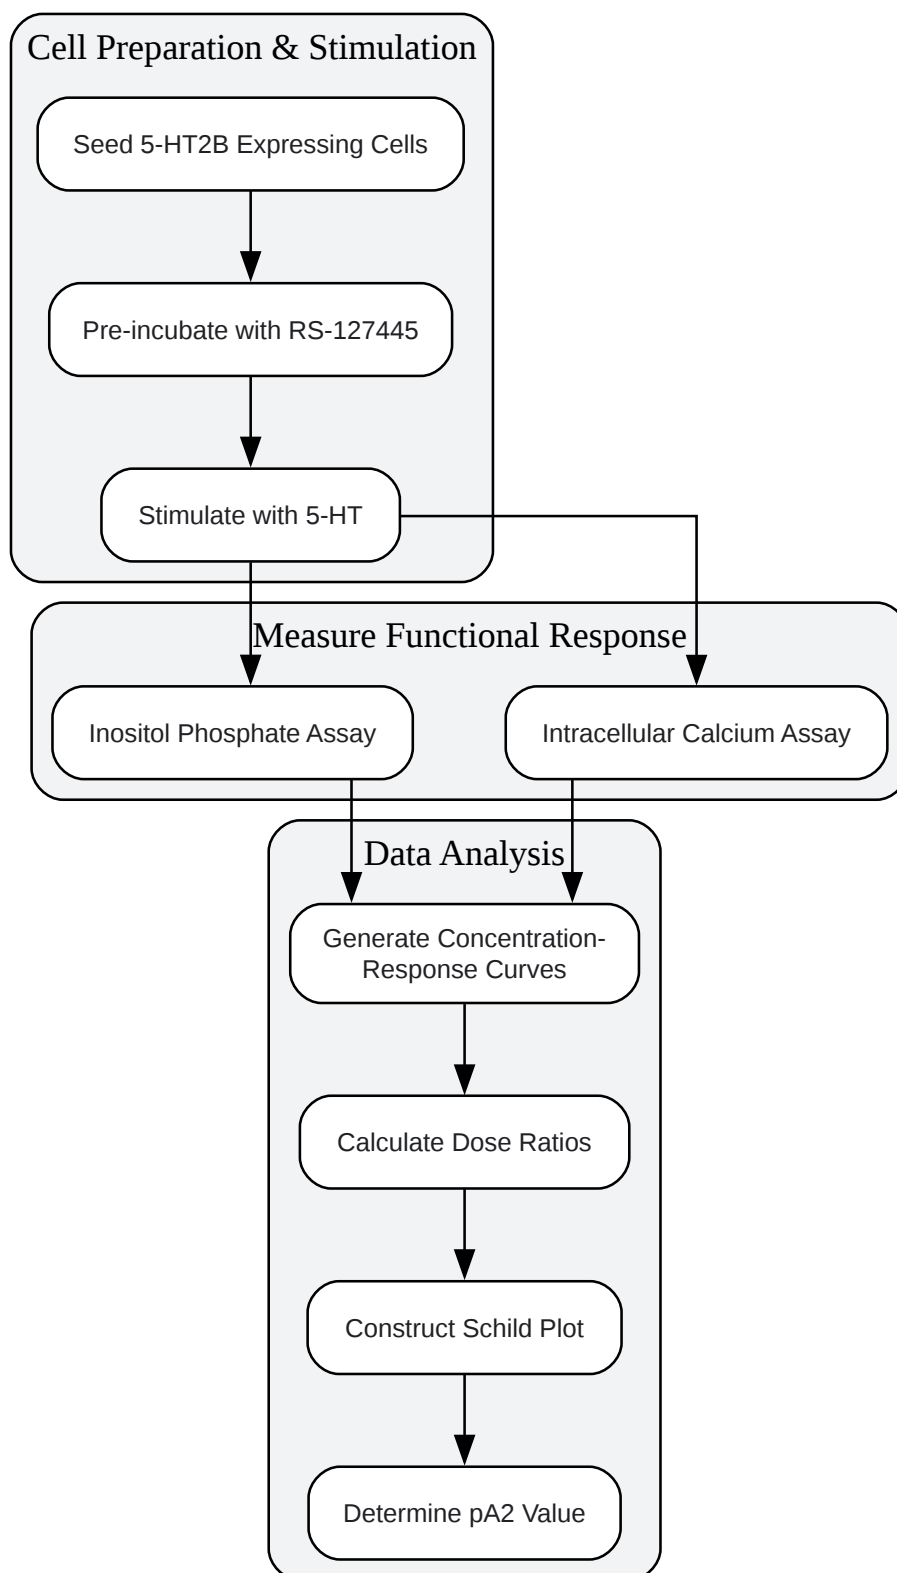 Cell Preparation & Stimulation
Seed 5-HT2B Expressing Cells
Pre-incubate with RS-127445
Stimulate with 5-HT
Measure Functional Response
Inositol Phosphate Assay
Intracellular Calcium Assay
Data Analysis
Generate Concentration-
Response Curves
Calculate Dose Ratios
Construct Schild Plot
Determine pA2 Value